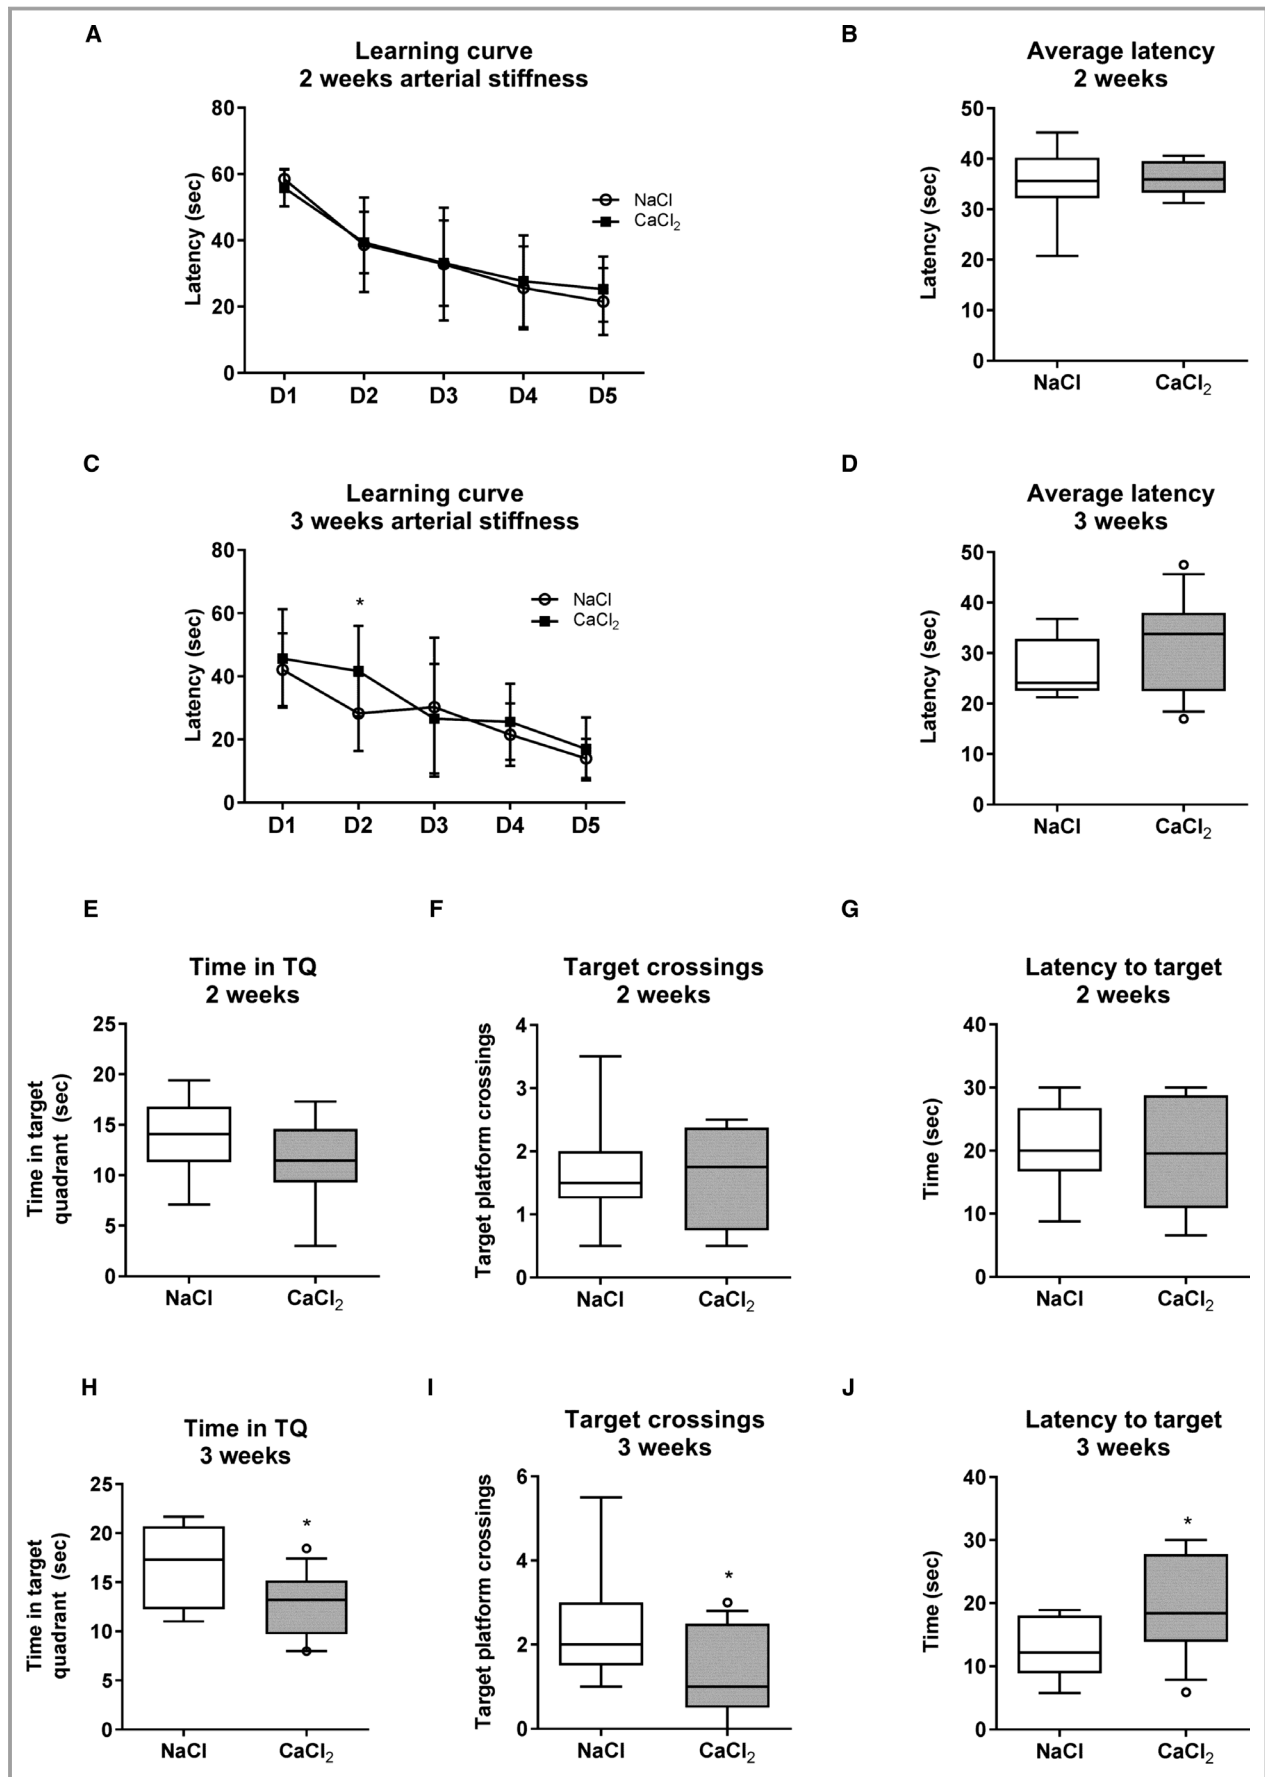 A
Learning curve
2 weeks arterial stiffness
Latency (sec)
80
60
40
20
0
D1 D2 D3 D4 D5
NaCl
CaCl2
B
Average latency
2 weeks
Latency (sec)
50
40
30
20
10
0
NaCl CaCl2
C
Learning curve
3 weeks arterial stiffness
Latency (sec)
80
60
40
20
0
*
D1 D2 D3 D4 D5
NaCl
CaCl2
D
Average latency
3 weeks
Latency (sec)
50
40
30
20
10
0
NaCl CaCl2
E
Time in TQ
2 weeks
Time in target
quadrant (sec)
25
20
15
10
5
0
NaCl CaCl2
F
Target crossings
2 weeks
Target platform crossings
4
3
2
1
0
NaCl CaCl2
G
Latency to target
2 weeks
Time (sec)
40
30
20
10
0
NaCl CaCl2
H
Time in TQ
3 weeks
Time in target
quadrant (sec)
25
20
15
10
5
0
*
NaCl CaCl2
I
Target crossings
3 weeks
Target platform crossings
6
4
2
0
*
NaCl CaCl2
J
Latency to target
3 weeks
Time (sec)
40
30
20
10
0
*
NaCl CaCl2